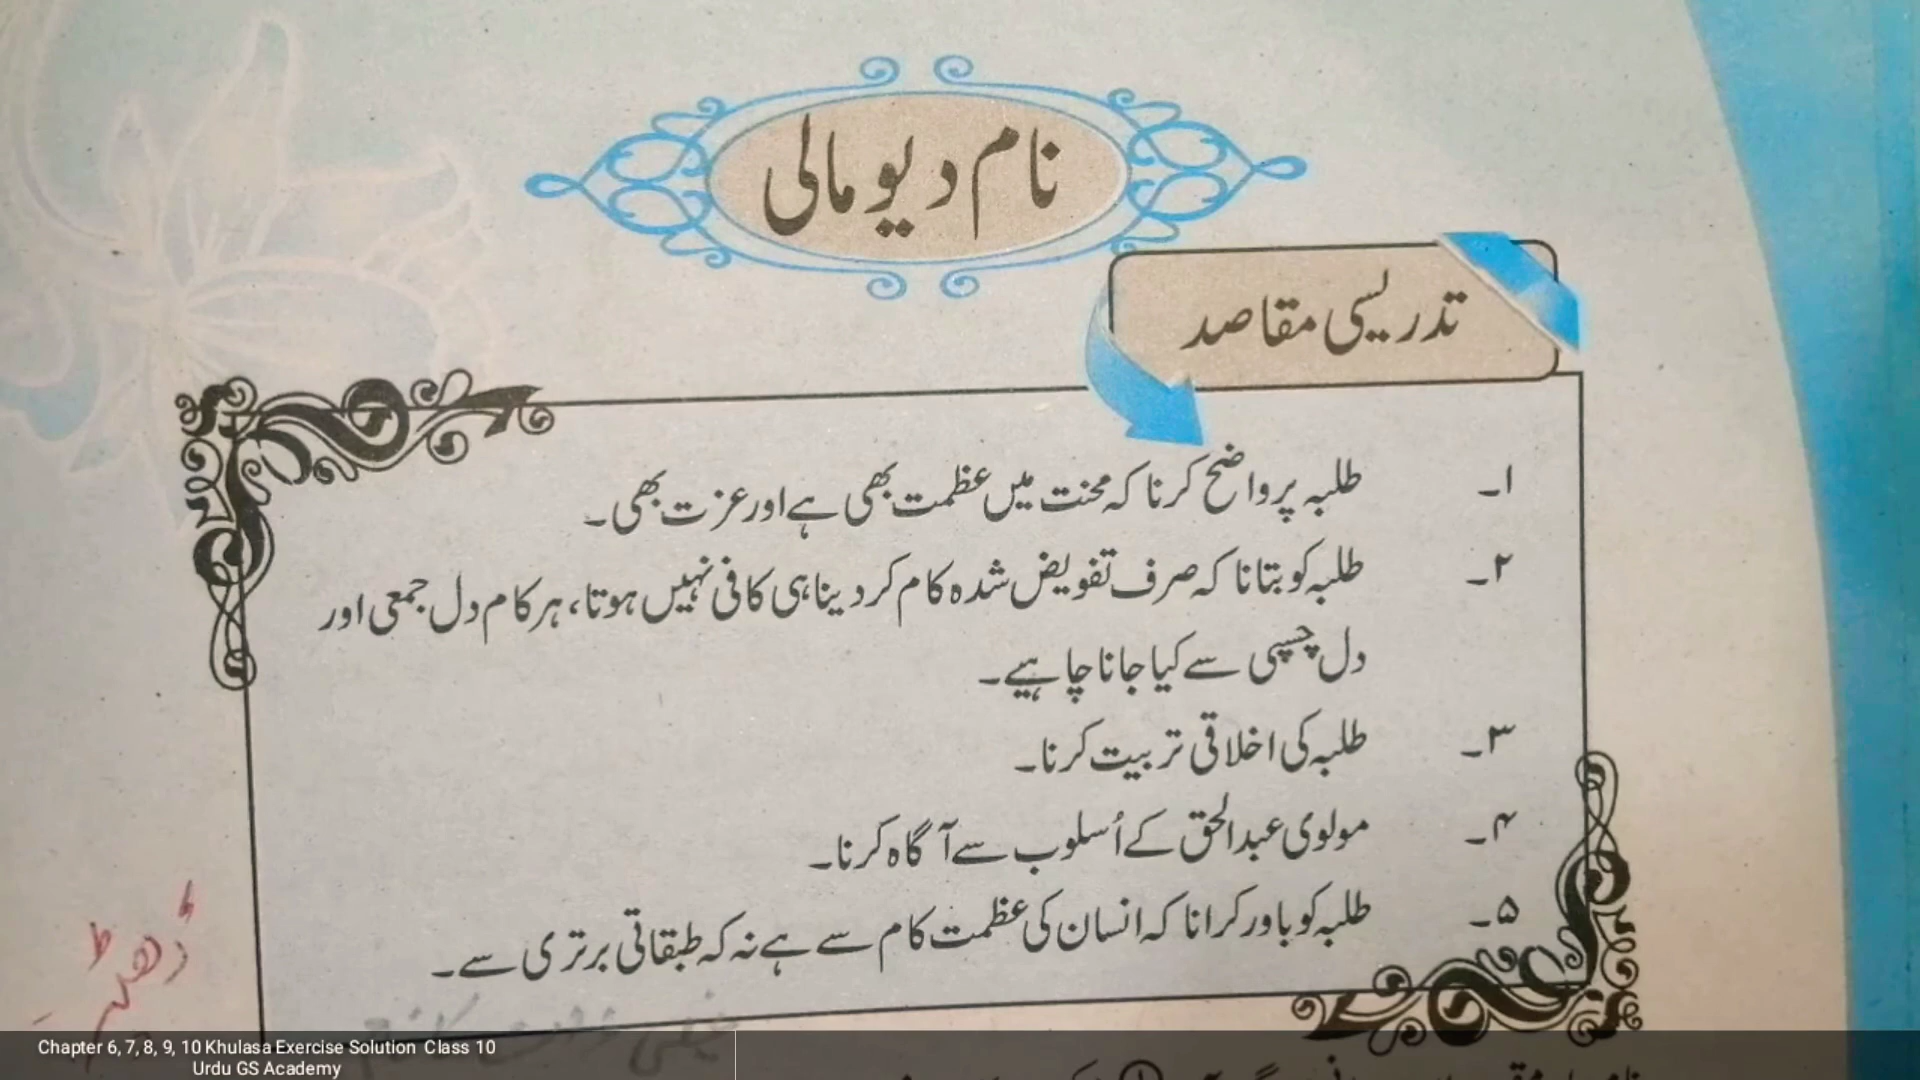 نام دیو مالی
تدریسی مقاصد
۱۔ طلبہ پر واضح کرنا کہ محنت میں عظمت بھی ہے اور عزت بھی۔
۲۔ طلبہ کو بتانا کہ صرف تفویض شدہ کام کر دینا ہی کافی نہیں ہوتا، ہر کام دل جمعی اور
دل چسپی سے کیا جانا چاہیے۔
۳۔ طلبہ کی اخلاقی تربیت کرنا۔
۴۔ مولوی عبدالحق کے اُسلوب سے آگاہ کرنا۔
۵۔ طلبہ کو باور کرانا کہ انسان کی عظمت کام سے ہے نہ کہ طبقاتی برتری سے۔
Chapter 6, 7, 8, 9, 10 Khulasa Exercise Solution Class 10
Urdu GS Academy